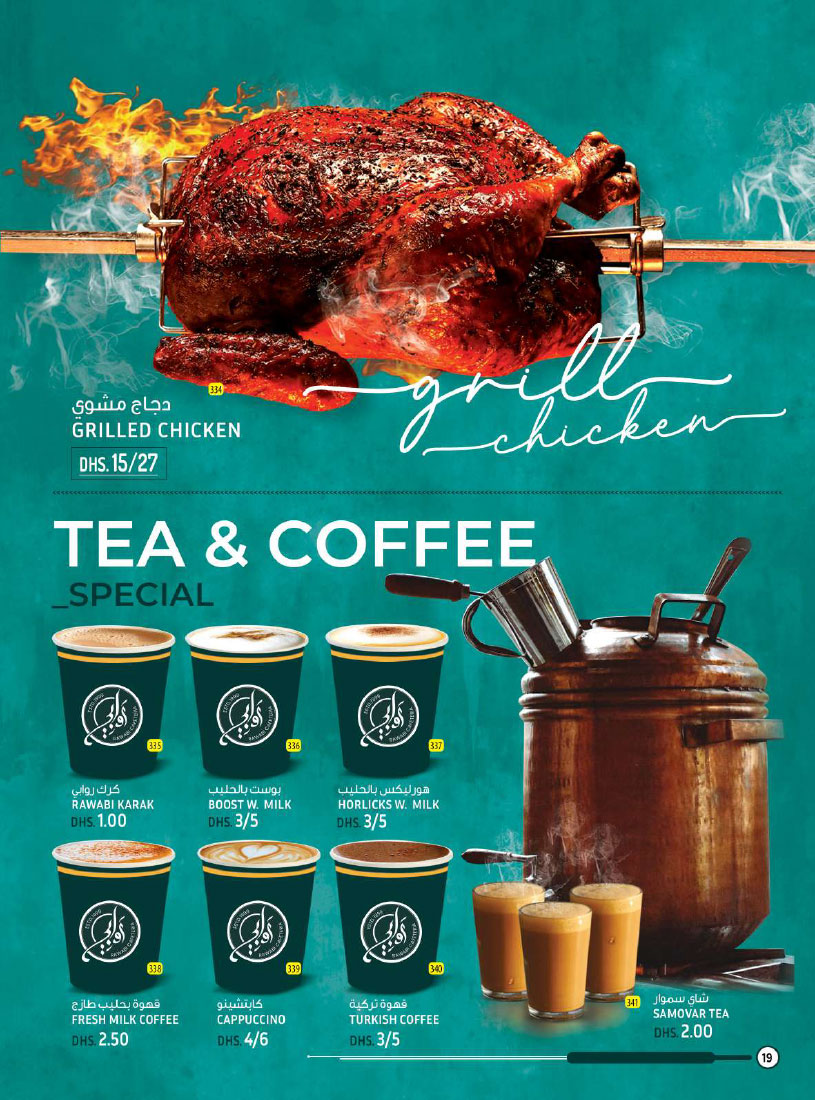 334
grill
chicken
دجاج مشوي
GRILLED CHICKEN
DHS. 15/27
TEA & COFFEE
_SPECIAL
335
كرك روابي
RAWABI KARAK
DHS. 1.00
336
بوست بالحليب
BOOST W. MILK
DHS. 3/5
337
هورليكس بالحليب
HORLICKS W. MILK
DHS. 3/5
338
قهوة بحليب طازج
FRESH MILK COFFEE
DHS. 2.50
339
كابتشينو
CAPPUCCINO
DHS. 4/6
340
قهوة تركية
TURKISH COFFEE
DHS. 3/5
341
شاي سموار
SAMOVAR TEA
DHS. 2.00
19